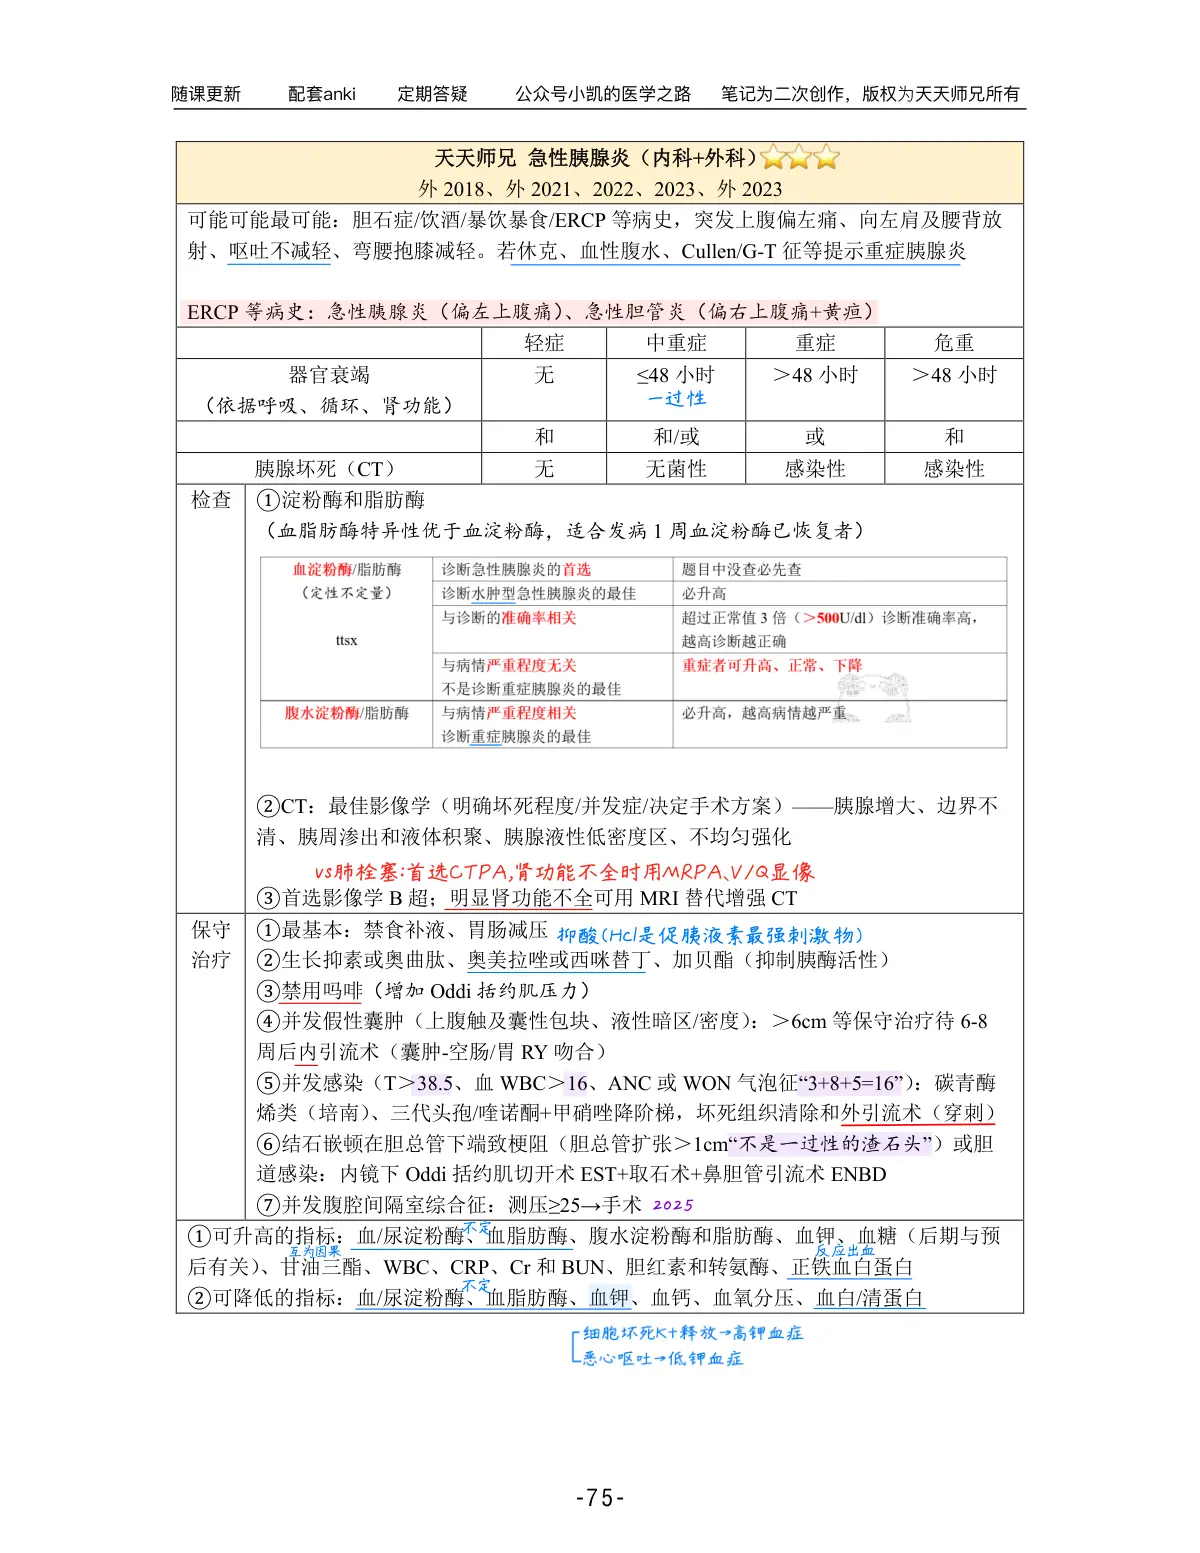 随课更新 配套anki 定期答疑 公众号小凯的医学之路 笔记为二次创作，版权为天天师兄所有
天天师兄 急性胰腺炎（内科+外科）⭐⭐⭐
外 2018、外 2021、2022、2023、外 2023
可能可能最可能：胆石症/饮酒/暴饮暴食/ERCP 等病史，突发上腹偏左痛、向左肩及腰背放
射、呕吐不减轻、弯腰抱膝减轻。若休克、血性腹水、Cullen/G-T 征等提示重症胰腺炎
ERCP 等病史：急性胰腺炎（偏左上腹痛）、急性胆管炎（偏右上腹痛+黄疸）
轻症 中重症 重症 危重
器官衰竭 无 ≤48 小时 ＞48 小时 ＞48 小时
（依据呼吸、循环、肾功能） 一过性
和 和/或 或 和
胰腺坏死（CT） 无 无菌性 感染性 感染性
检查 ①淀粉酶和脂肪酶
（血脂肪酶特异性优于血淀粉酶，适合发病 1 周血淀粉酶已恢复者）
血淀粉酶/脂肪酶 诊断急性胰腺炎的首选 题目中没查必先查
（定性不定量） 诊断水肿型急性胰腺炎的最佳 必升高
与诊断的准确率相关 超过正常值 3 倍（＞500U/dl）诊断准确率高，
ttsx 越高诊断越正确
与病情严重程度无关 重症者可升高、正常、下降
不是诊断重症胰腺炎的最佳
腹水淀粉酶/脂肪酶 与病情严重程度相关 必升高，越高病情越严重
诊断重症胰腺炎的最佳
②CT：最佳影像学（明确坏死程度/并发症/决定手术方案）——胰腺增大、边界不
清、胰周渗出和液体积聚、胰腺液性低密度区、不均匀强化
vs肺栓塞:首选CTPA,肾功能不全时用MRPA、V/Q显像
③首选影像学 B 超；明显肾功能不全可用 MRI 替代增强 CT
保守 ①最基本：禁食补液、胃肠减压 抑酸(Hcl是促胰液素最强刺激物)
治疗 ②生长抑素或奥曲肽、奥美拉唑或西咪替丁、加贝酯（抑制胰酶活性）
③禁用吗啡（增加 Oddi 括约肌压力）
④并发假性囊肿（上腹触及囊性包块、液性暗区/密度）：＞6cm 等保守治疗待 6-8
周后内引流术（囊肿-空肠/胃 RY 吻合）
⑤并发感染（T＞38.5、血 WBC＞16、ANC 或 WON 气泡征“3+8+5=16”）：碳青酶
烯类（培南）、三代头孢/喹诺酮+甲硝唑降阶梯，坏死组织清除和外引流术（穿刺）
⑥结石嵌顿在胆总管下端致梗阻（胆总管扩张＞1cm“不是一过性的渣石头”）或胆
道感染：内镜下 Oddi 括约肌切开术 EST+取石术+鼻胆管引流术 ENBD
⑦并发腹腔间隔室综合征：测压≥25→手术 2025
①可升高的指标：血/尿淀粉酶、血脂肪酶、腹水淀粉酶和脂肪酶、血钾、血糖（后期与预
不定
互为因果 反应出血
后有关）、甘油三酯、WBC、CRP、Cr 和 BUN、胆红素和转氨酶、正铁血白蛋白
不定
②可降低的指标：血/尿淀粉酶、血脂肪酶、血钾、血钙、血氧分压、血白/清蛋白
细胞坏死K+释放→高钾血症
恶心呕吐→低钾血症
-75-